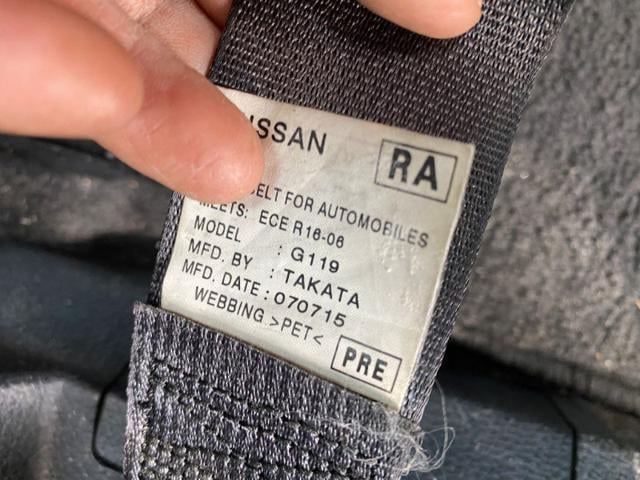 ISSAN
RA
BELT FOR AUTOMOBILES
MEETS: ECE R16-06
MODEL : G119
MFD. BY : TAKATA
MFD. DATE : 070715
WEBBING >PET<
PRE